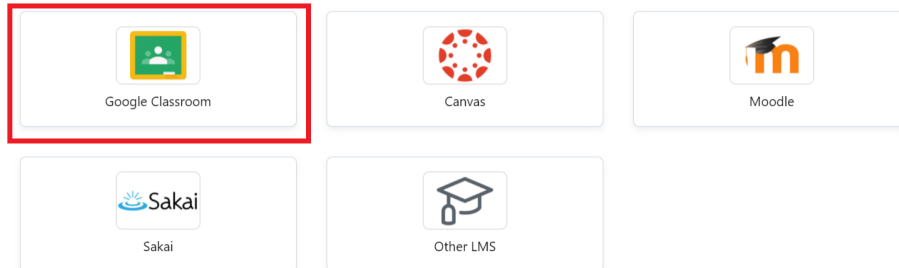 Google Classroom
Canvas
m
Moodle
Sakai
Sakai
Other LMS